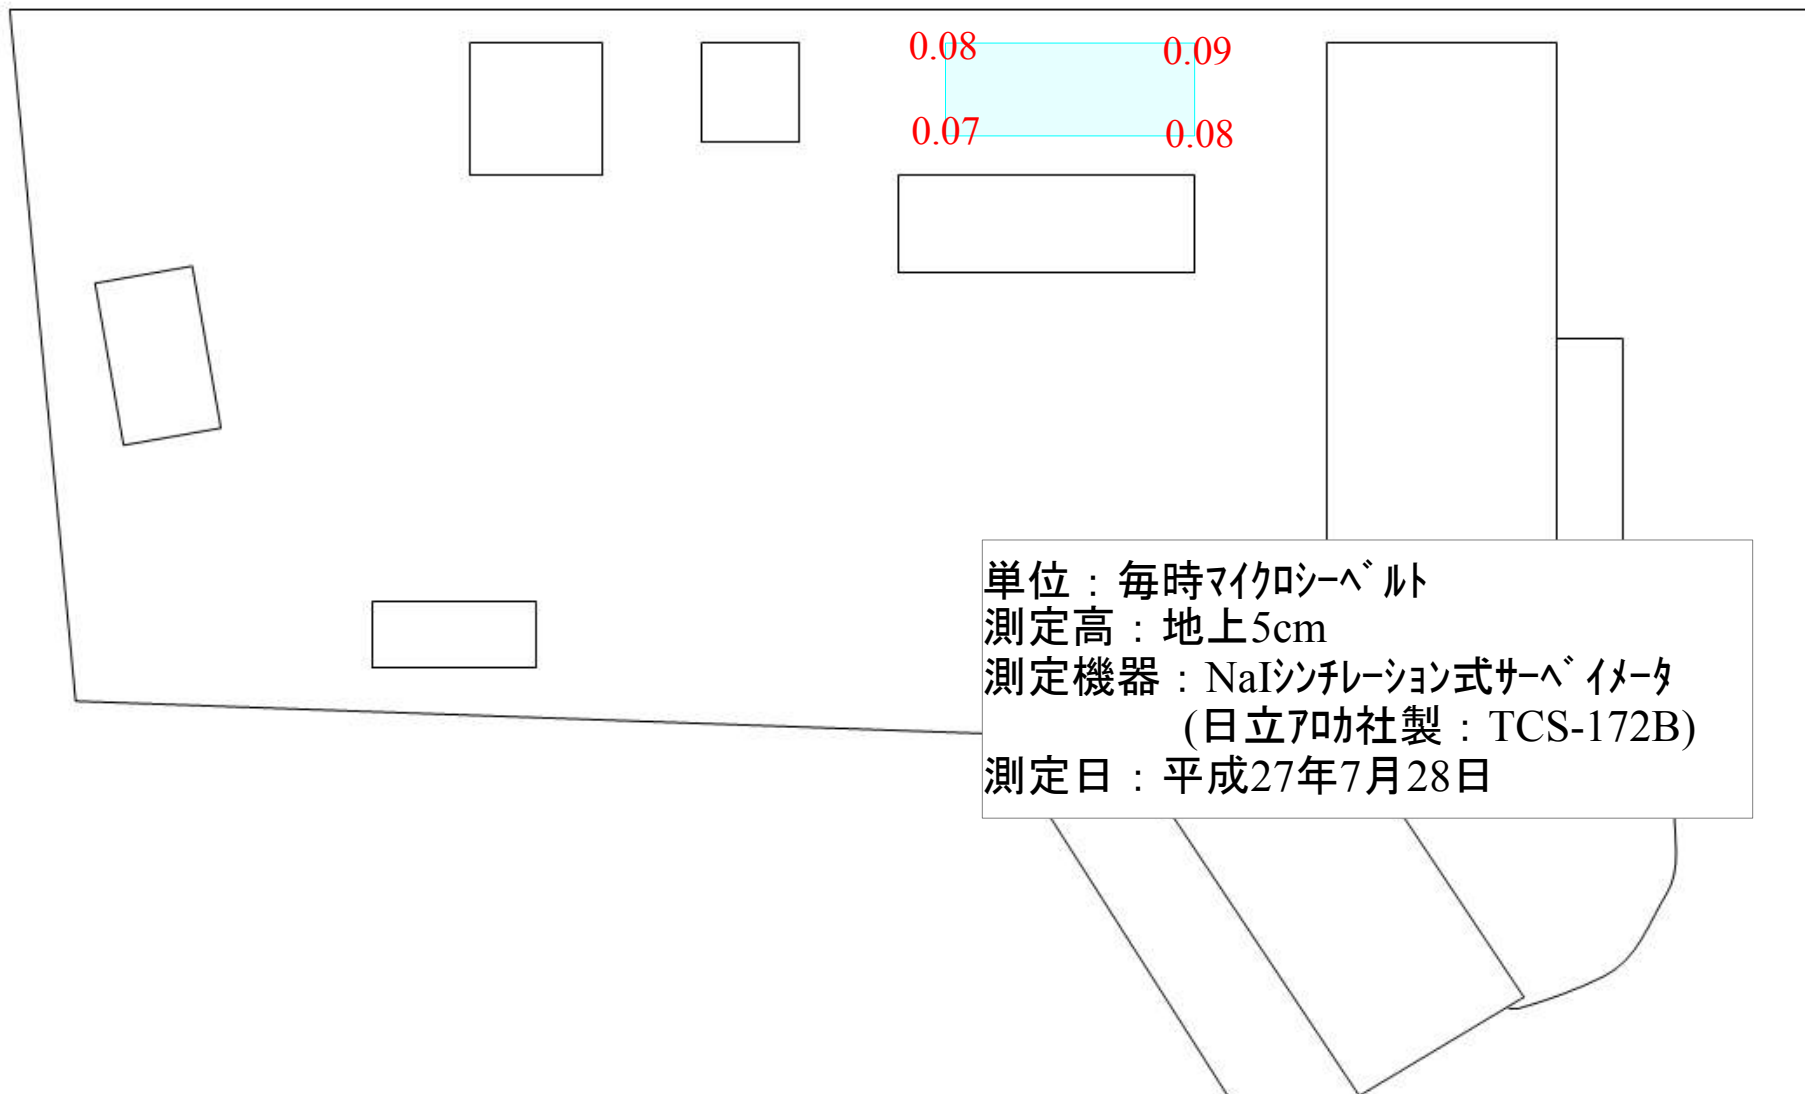 0.08
0.09
0.07
0.08
単位：毎時ﾏｲｸﾛｼｰﾍﾞﾙﾄ
測定高：地上5cm
測定機器：NaIｼﾝﾁﾚｰｼｮﾝ式ｻｰﾍﾞｲﾒｰﾀ
(日立ｱﾛｶ社製：TCS-172B)
測定日：平成27年7月28日